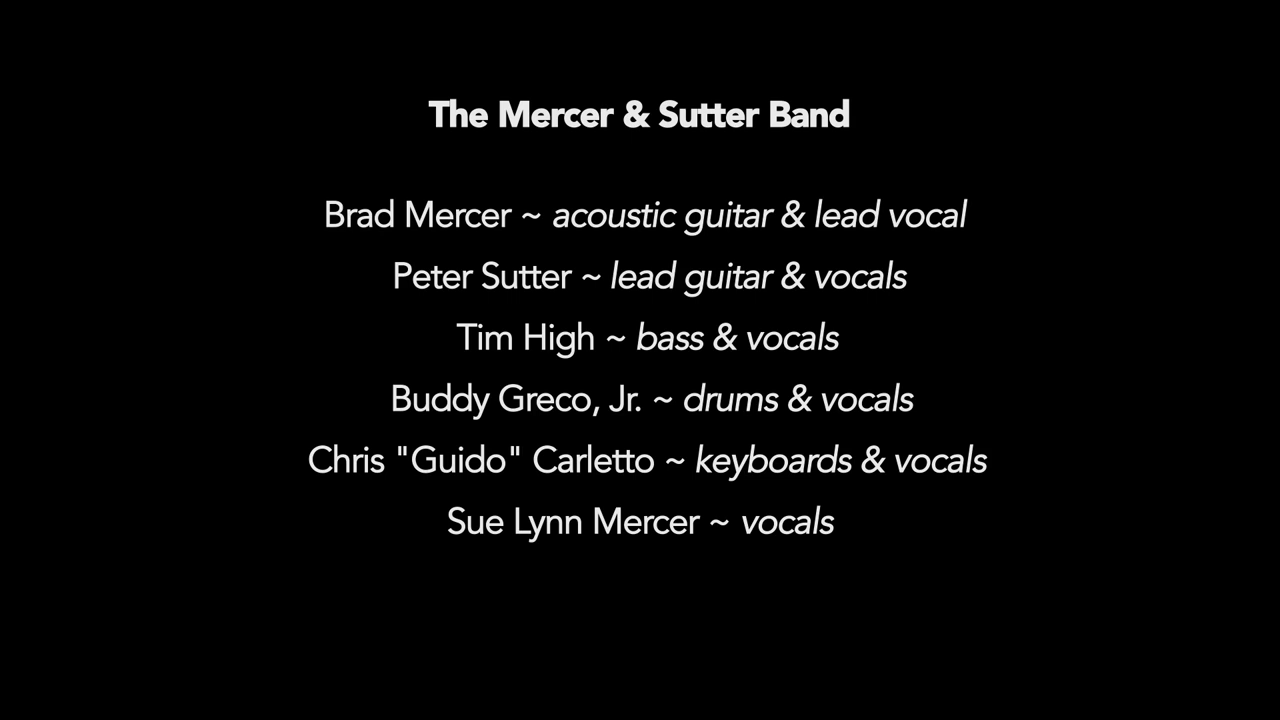 The Mercer & Sutter Band
Brad Mercer ~ acoustic guitar & lead vocal
Peter Sutter ~ lead guitar & vocals
Tim High ~ bass & vocals
Buddy Greco, Jr. ~ drums & vocals
Chris "Guido" Carletto ~ keyboards & vocals
Sue Lynn Mercer ~ vocals